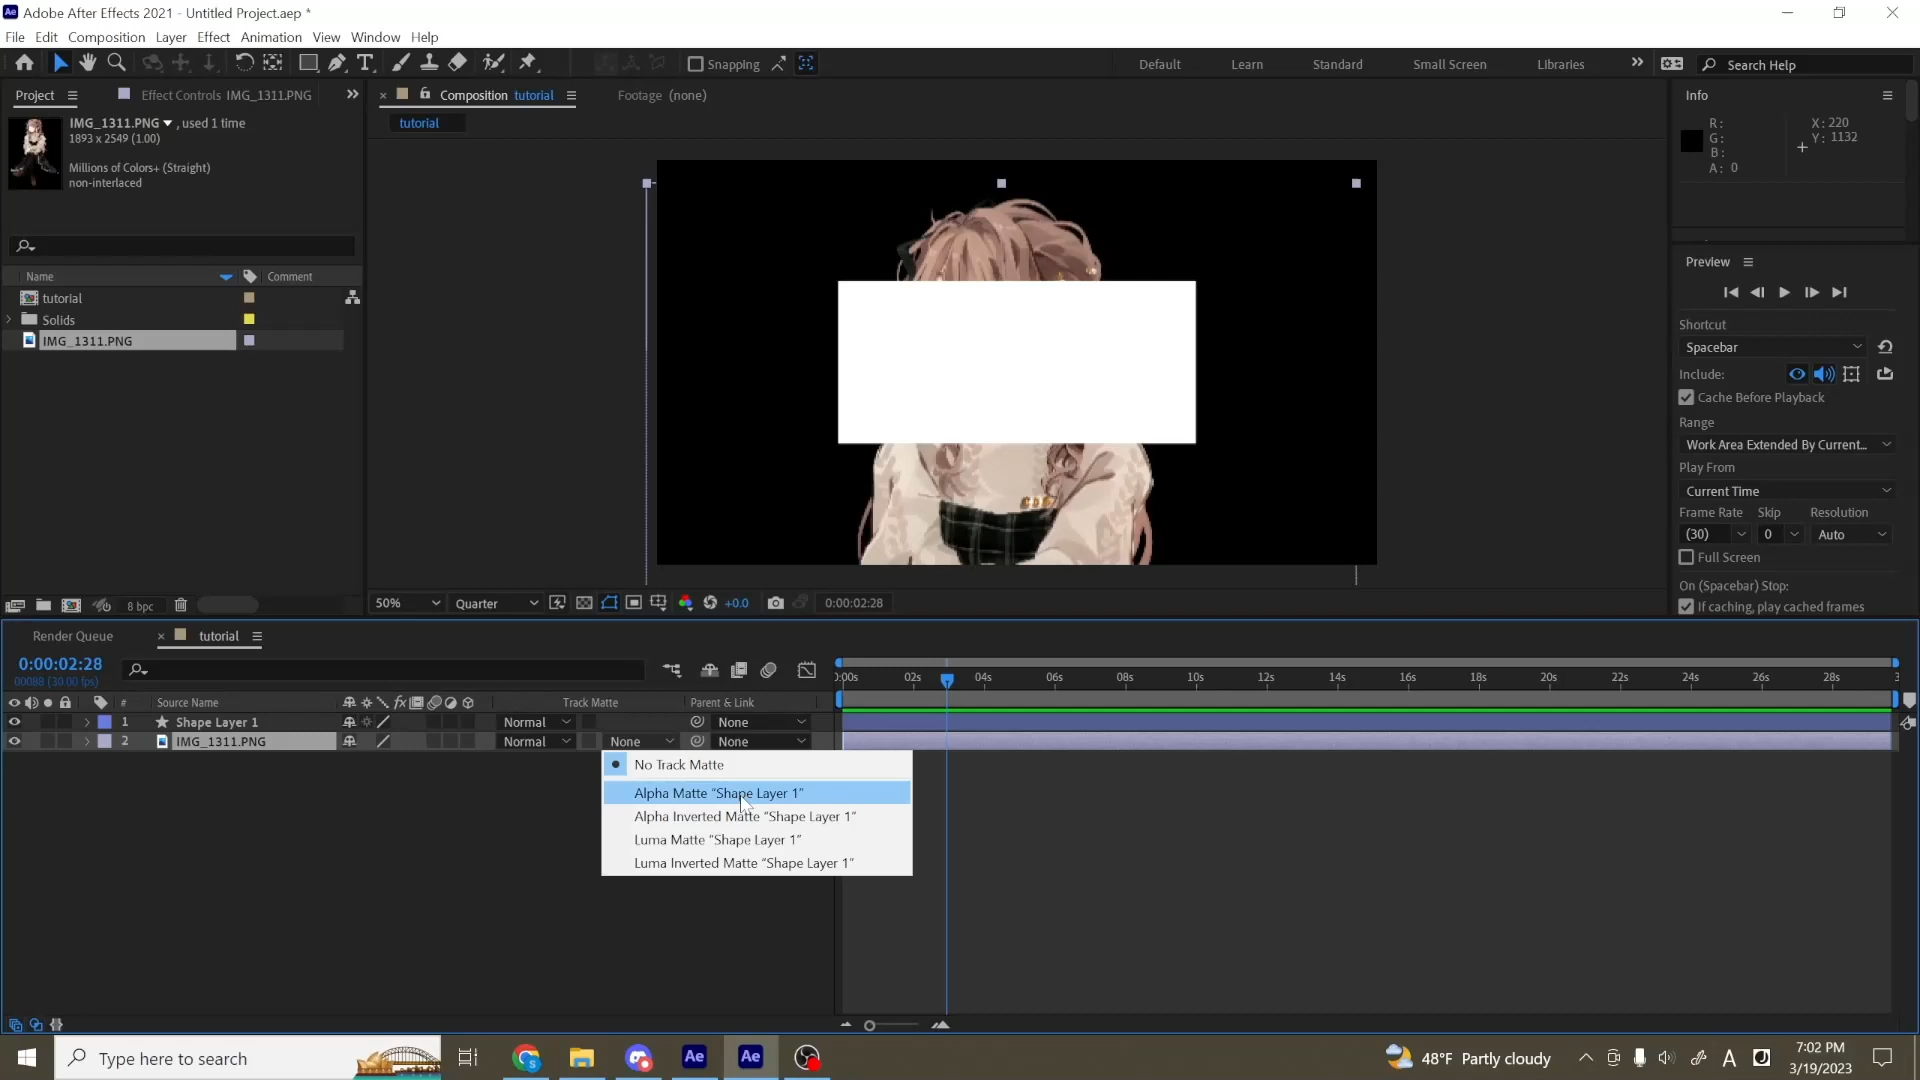 Adobe After Effects 2021 - Untitled Project.aep *
File Edit Composition Layer Effect Animation View Window Help
Snapping
Default Learn Standard Small Screen Libraries
Search Help
Project
Effect Controls IMG_1311.PNG
Composition tutorial
Footage (none)
Info
IMG_1311.PNG , used 1 time
1893 x 2549 (1.00)
Millions of Colors+ (Straight)
non-interlaced
tutorial
R:
G:
B:
A: 0
X: 220
Y: 1132
Name Comment
tutorial
Solids
IMG_1311.PNG
Preview
Shortcut
Spacebar
Include:
Cache Before Playback
Range
Work Area Extended By Current...
Play From
Current Time
Frame Rate Skip Resolution
(30) 0 Auto
Full Screen
On (Spacebar) Stop:
If caching, play cached frames
8 bpc
50% Quarter +0.0 0:00:02:28
Render Queue tutorial
0:00:02:28
00088 (30.00 fps)
0:00s 02s 04s 06s 08s 10s 12s 14s 16s 18s 20s 22s 24s 26s 28s 3
# Source Name fx Track Matte Parent & Link
1 Shape Layer 1 Normal None
2 IMG_1311.PNG Normal None None
No Track Matte
Alpha Matte “Shape Layer 1”
Alpha Inverted Matte “Shape Layer 1”
Luma Matte “Shape Layer 1”
Luma Inverted Matte “Shape Layer 1”
Type here to search
Ae
Ae
48°F Partly cloudy
A
7:02 PM
3/19/2023